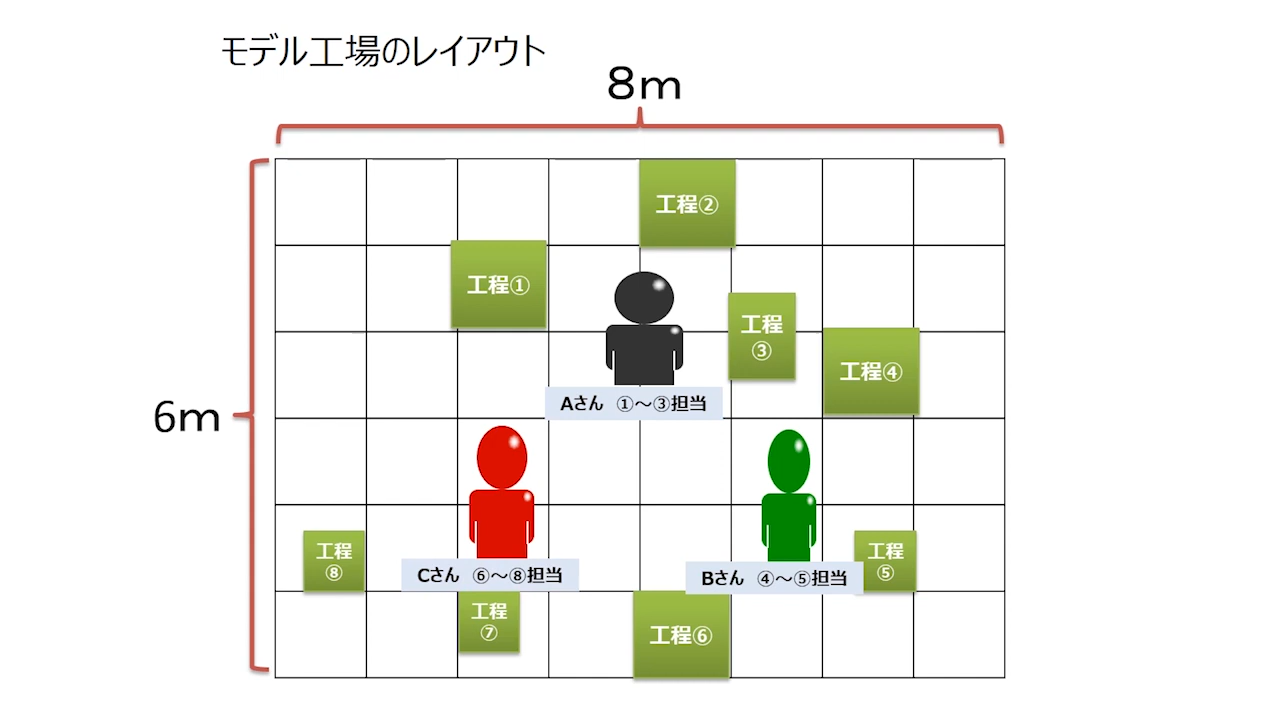 モデル工場のレイアウト
8m
6m
工程②
工程①
工程
③
工程④
Aさん ①～③担当
工程
⑧
Cさん ⑥～⑧担当
Bさん ④～⑤担当
工程
⑤
工程
⑦
工程⑥